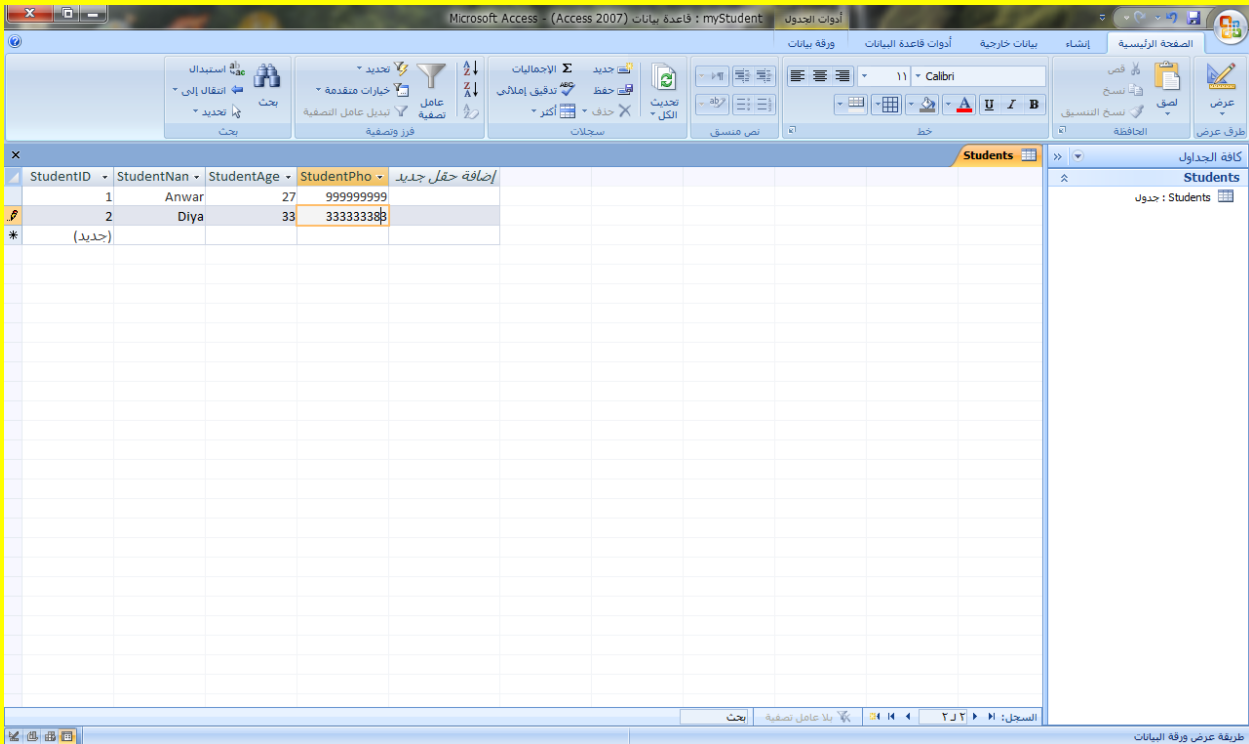 أدوات الجدول
myStudent : قاعدة بيانات (Access 2007) - Microsoft Access
الصفحة الرئيسية إنشاء بيانات خارجية أدوات قاعدة البيانات ورقة بيانات
عرض
طرق عرض
لصق
قص
نسخ
نسخ التنسيق
الحافظة
Calibri ١١
B I U A
خط
نص منسق
تحديث الكل
جديد
حفظ
حذف
الإجماليات
تدقيق إملائي
أكثر
سجلات
عامل تصفية
تحديد
خيارات متقدمة
تبديل عامل التصفية
فرز وتصفية
بحث
استبدال
انتقال إلى
تحديد
بحث
كافة الجداول
Students
Students : جدول
Students
StudentID StudentNan StudentAge StudentPho إضافة حقل جديد
1 Anwar 27 999999999
2 Diya 33 333333383
(جديد)
السجل: ٢ لـ ٢ بلا عامل تصفية بحث
طريقة عرض ورقة البيانات